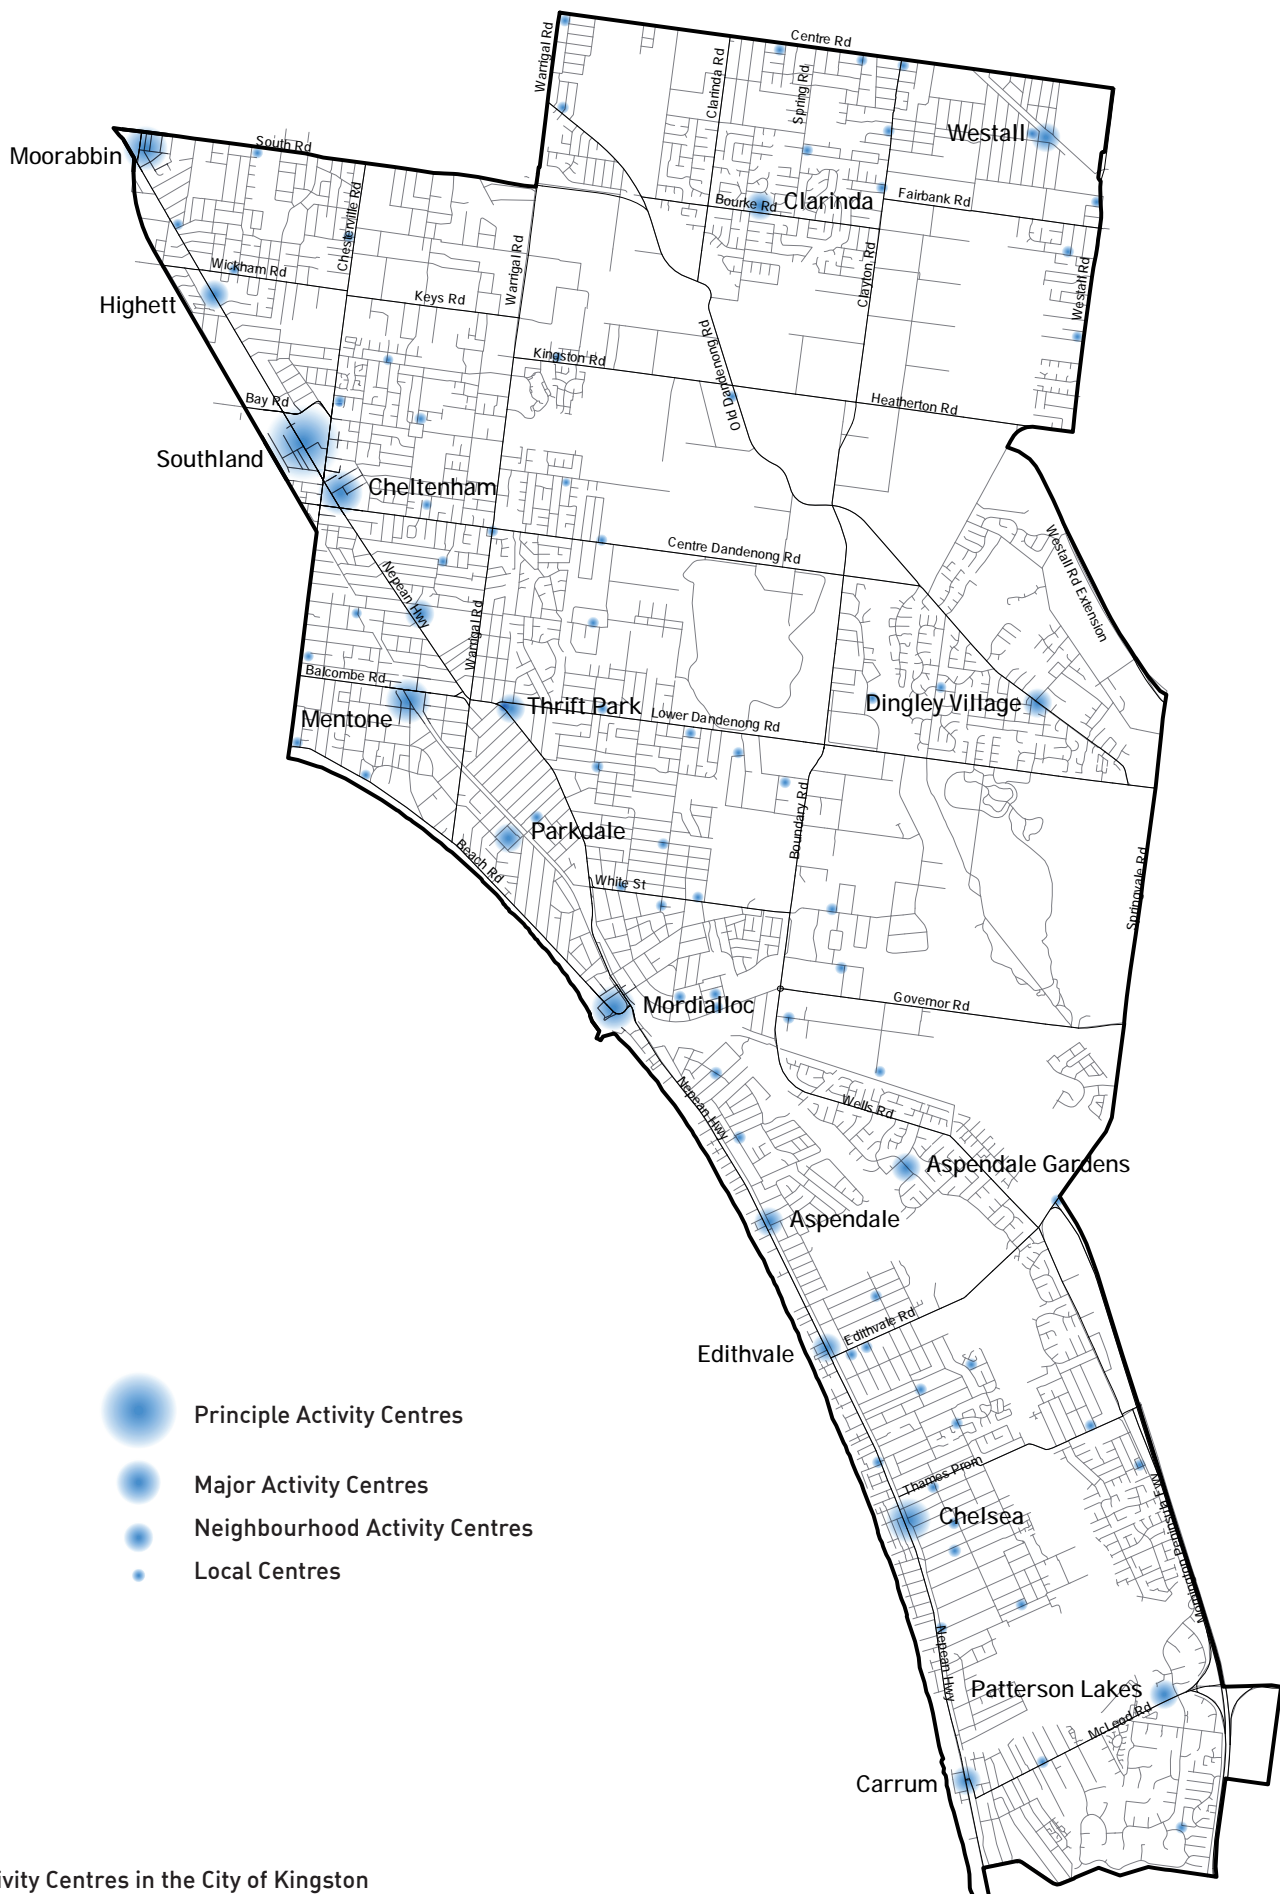 Centre Rd
Warrigal Rd
Clarinda Rd
Spring Rd
Westall
Moorabbin
South Rd
Chesterville Rd
Bourke Rd
Clarinda
Fairbank Rd
Wickham Rd
Warrigal Rd
Clayton Rd
Westall Rd
Highett
Keys Rd
Kingston Rd
Old Dandenong Rd
Bay Rd
Heatherton Rd
Southland
Cheltenham
Centre Dandenong Rd
Westall Rd Extension
Nepean Hwy
Warrigal Rd
Balcombe Rd
Mentone
Thrift Park
Lower Dandenong Rd
Dingley Village
Boundary Rd
Parkdale
Beach Rd
White St
Springvale Rd
Mordialloc
Governor Rd
Nepean Hwy
Wells Rd
Aspendale Gardens
Aspendale
Edithvale Rd
Edithvale
Principle Activity Centres
Major Activity Centres
Neighbourhood Activity Centres
Local Centres
Thames Prom
Chelsea
Mornington Peninsula Fwy
Nepean Hwy
Patterson Lakes
McLeod Rd
Carrum
ivity Centres in the City of Kingston